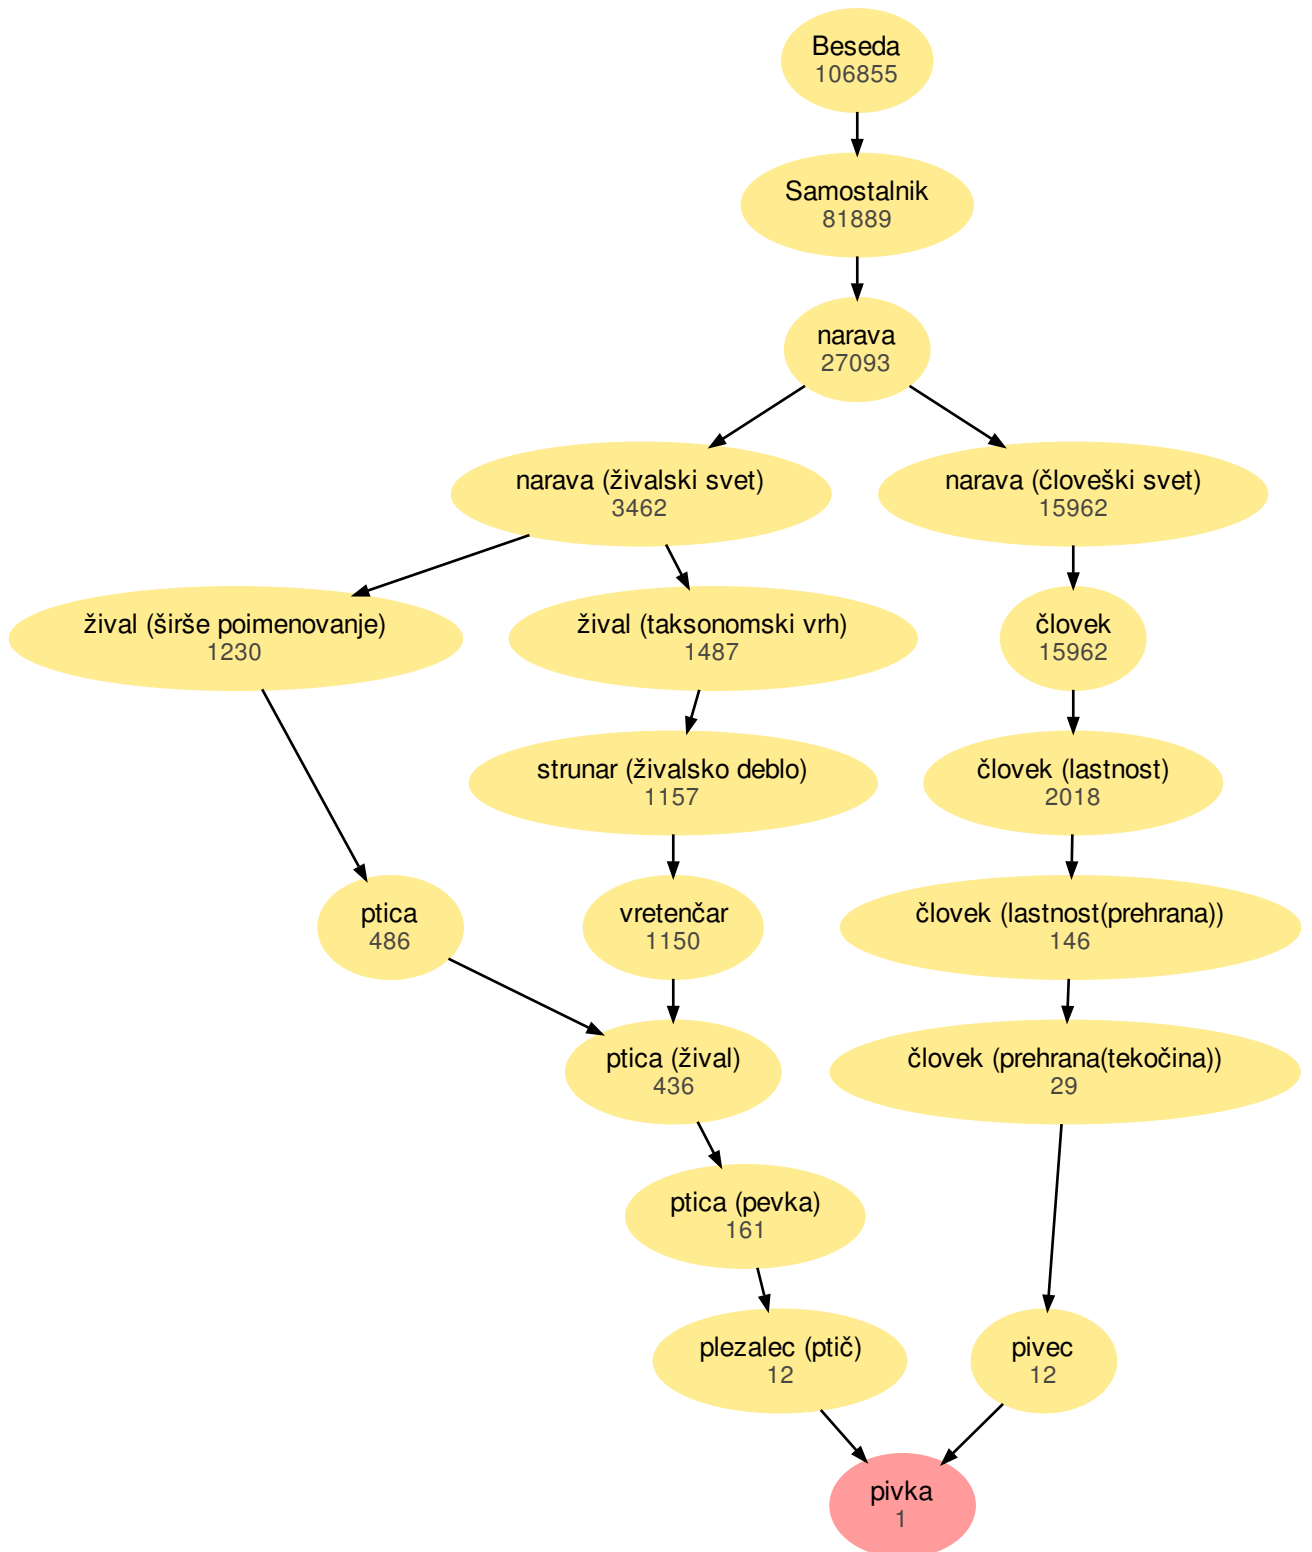 Beseda
106855
Samostalnik
81889
narava
27093
narava (živalski svet)
3462
narava (človeški svet)
15962
žival (širše poimenovanje)
1230
žival (taksonomski vrh)
1487
človek
15962
strunar (živalsko deblo)
1157
človek (lastnost)
2018
ptica
486
vretenčar
1150
človek (lastnost(prehrana))
146
ptica (žival)
436
človek (prehrana(tekočina))
29
ptica (pevka)
161
plezalec (ptič)
12
pivec
12
pivka
1